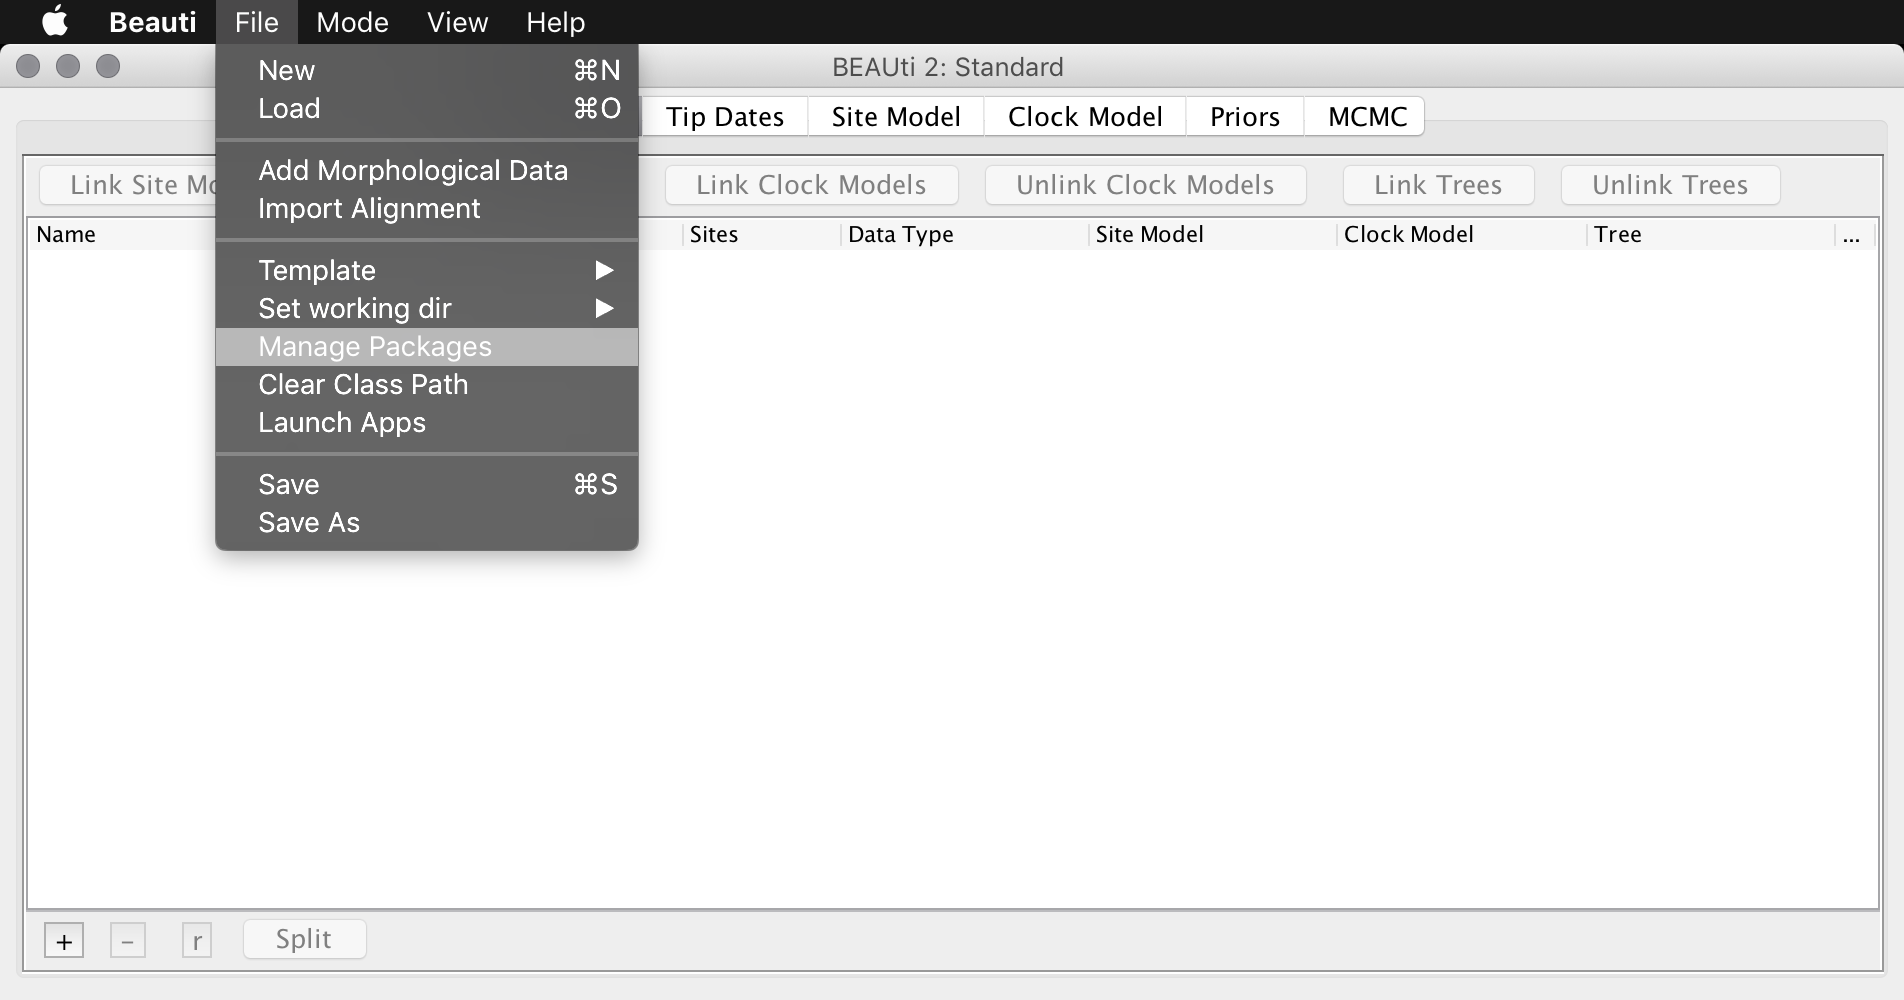 Beauti File Mode View Help
BEAUti 2: Standard
New ⌘N
Load ⌘O
Add Morphological Data
Import Alignment
Template ▶
Set working dir ▶
Manage Packages
Clear Class Path
Launch Apps
Save ⌘S
Save As
Tip Dates Site Model Clock Model Priors MCMC
Link Site Mo Link Clock Models Unlink Clock Models Link Trees Unlink Trees
Name Sites Data Type Site Model Clock Model Tree ...
+ - r Split